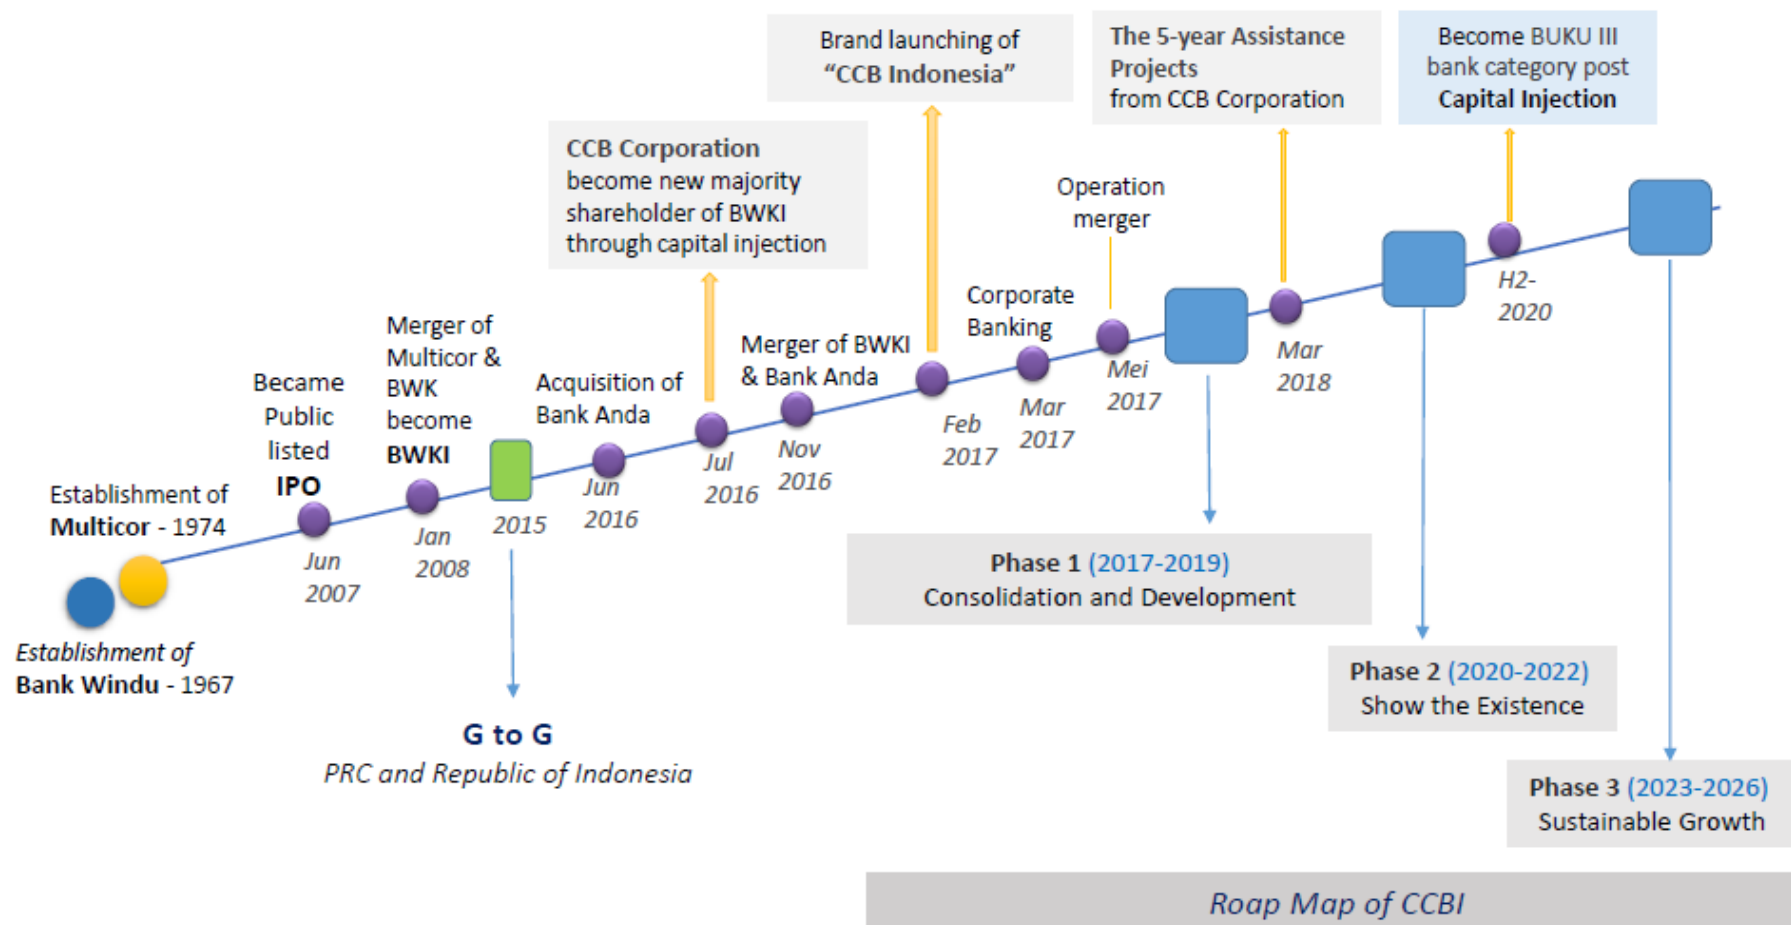 Establishment of
Bank Windu - 1967
Establishment of
Multicor - 1974
Became
Public
listed
IPO
Jun
2007
Merger of
Multicor &
BWK
become
BWKI
Jan
2008
2015
G to G
PRC and Republic of Indonesia
Acquisition of
Bank Anda
Jun
2016
CCB Corporation
become new majority
shareholder of BWKI
through capital injection
Jul
2016
Merger of BWKI
& Bank Anda
Nov
2016
Brand launching of
“CCB Indonesia”
Feb
2017
Corporate
Banking
Mar
2017
Operation
merger
Mei
2017
Phase 1 (2017-2019)
Consolidation and Development
The 5-year Assistance
Projects
from CCB Corporation
Mar
2018
Phase 2 (2020-2022)
Show the Existence
Become BUKU III
bank category post
Capital Injection
H2-
2020
Phase 3 (2023-2026)
Sustainable Growth
Roap Map of CCBI